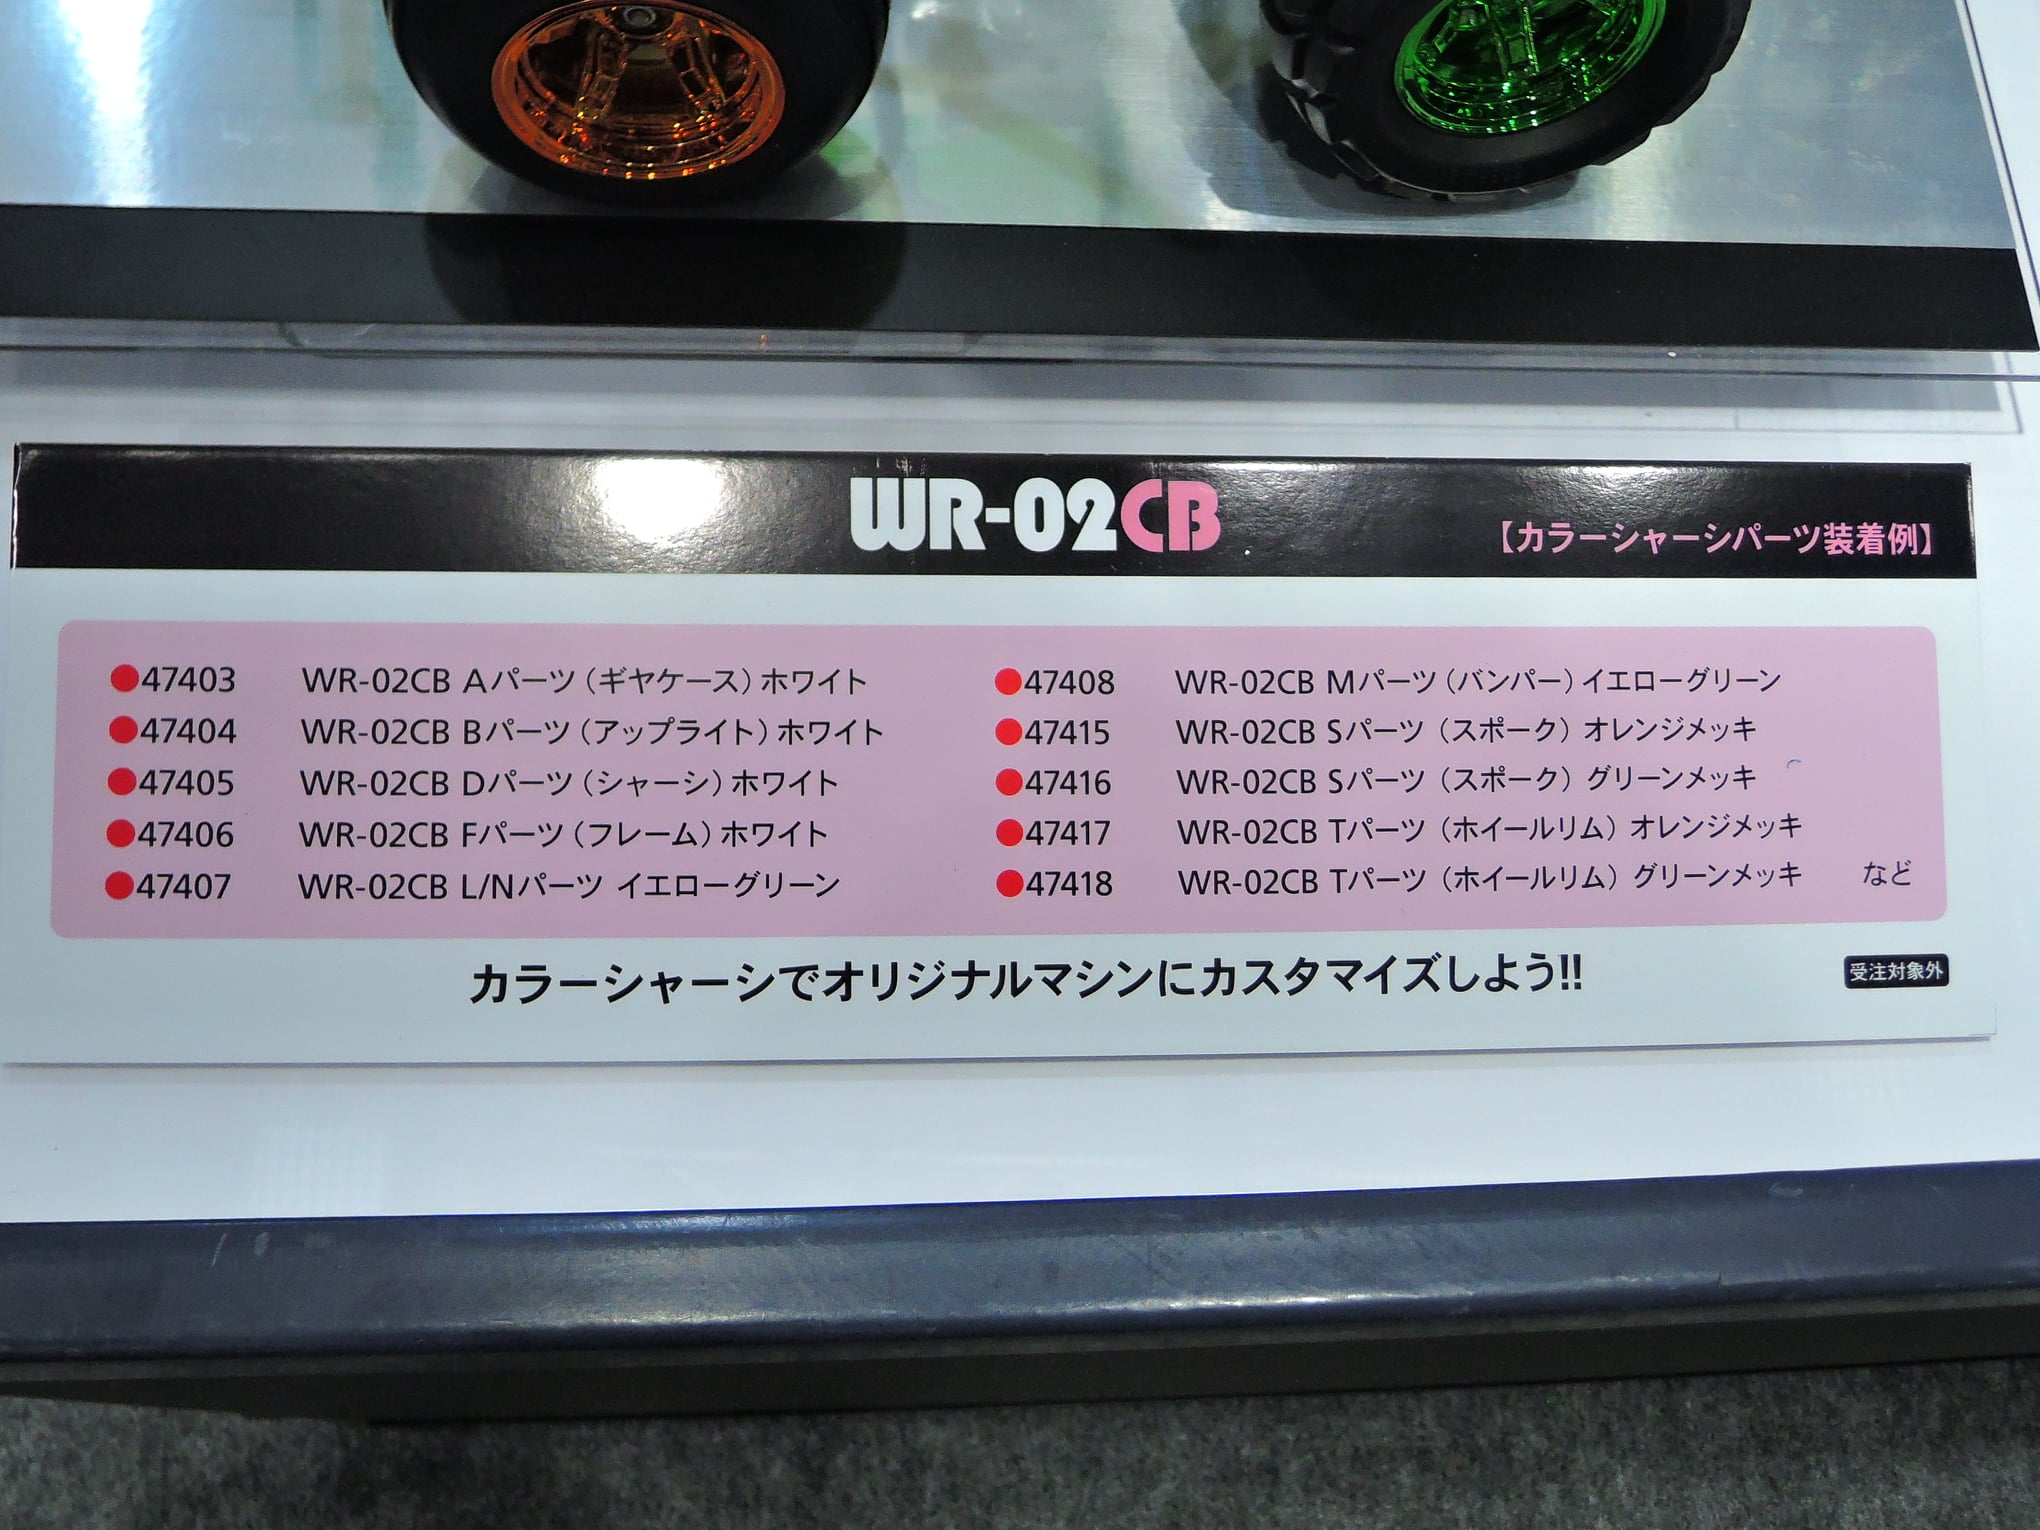 WR-02CB
【カラーシャーシパーツ装着例】
●47403 WR-02CB Aパーツ（ギヤケース）ホワイト
●47404 WR-02CB Bパーツ（アップライト）ホワイト
●47405 WR-02CB Dパーツ（シャーシ）ホワイト
●47406 WR-02CB Fパーツ（フレーム）ホワイト
●47407 WR-02CB L/Nパーツ イエローグリーン
●47408 WR-02CB Mパーツ（バンパー）イエローグリーン
●47415 WR-02CB Sパーツ（スポーク）オレンジメッキ
●47416 WR-02CB Sパーツ（スポーク）グリーンメッキ
●47417 WR-02CB Tパーツ（ホイールリム）オレンジメッキ
●47418 WR-02CB Tパーツ（ホイールリム）グリーンメッキ など
カラーシャーシでオリジナルマシンにカスタマイズしよう!!
受注対象外